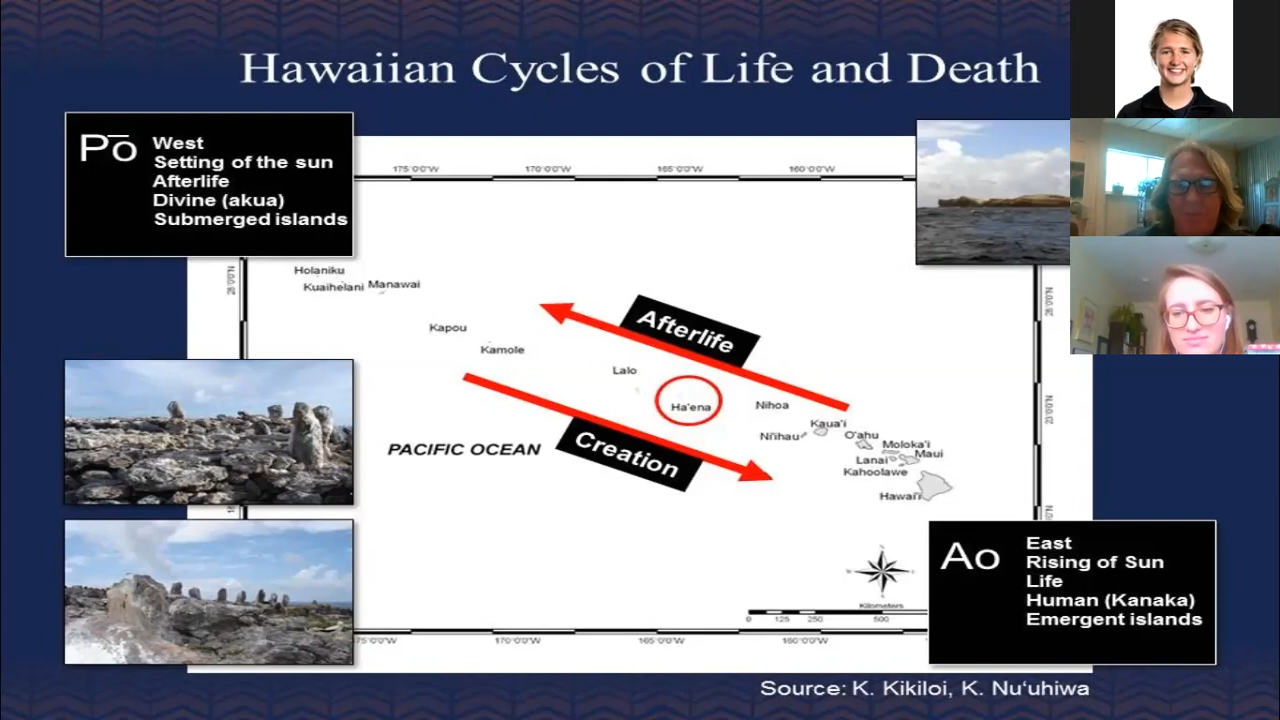 Hawaiian Cycles of Life and Death
Pō
West
Setting of the sun
Afterlife
Divine (akua)
Submerged islands
175°0'0"W
170°0'0"W
165°0'0"W
160°0'0"W
Holaniku
Kuaihelani
Manawai
Kapou
Kamole
Lalo
Ha'ena
Nihoa
Ni'ihau
Kaua'i
O'ahu
Moloka'i
Lanai
Maui
Kahoolawe
Hawai'i
Afterlife
Creation
PACIFIC OCEAN
Kilometers
0 125 250 500
170°0'0"W
165°0'0"W
160°0'0"W
Ao
East
Rising of Sun
Life
Human (Kanaka)
Emergent islands
Source: K. Kikiloi, K. Nu‘uhiwa